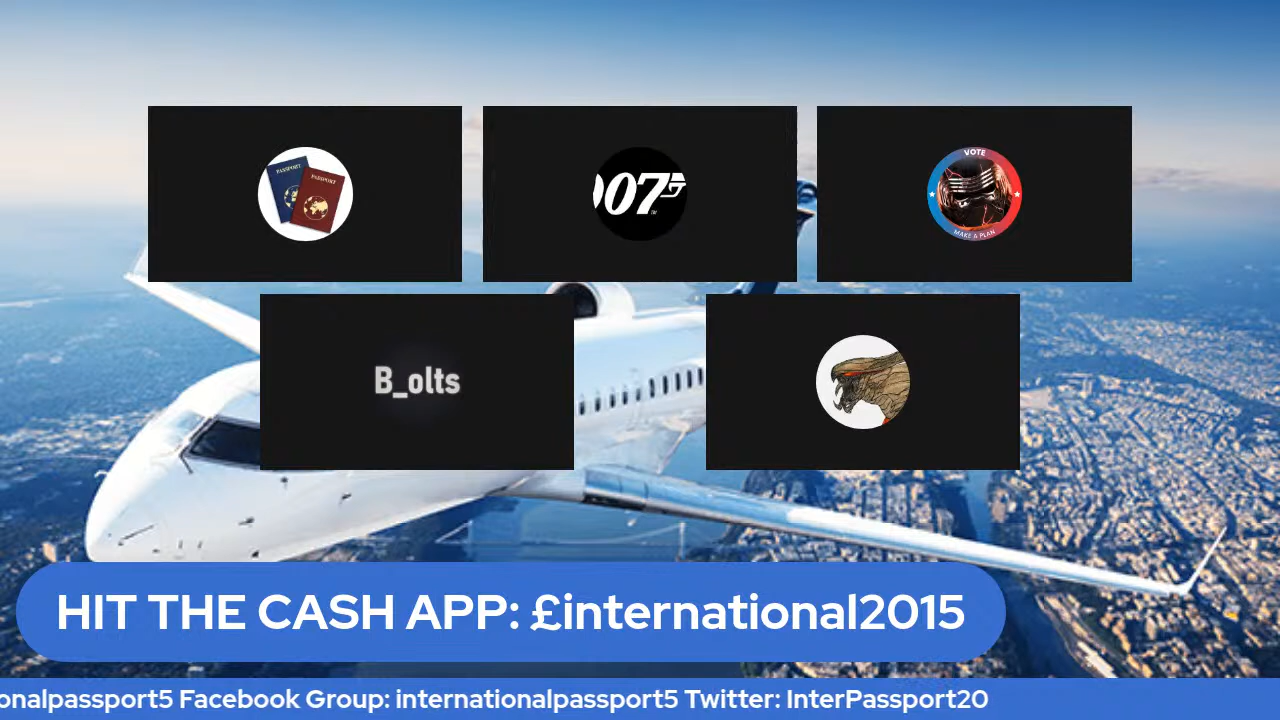 PASSPORT
PASSPORT
007
VOTE
MAKE A PLAN
B_olts
HIT THE CASH APP: £international2015
onalpassport5 Facebook Group: internationalpassport5 Twitter: InterPassport20